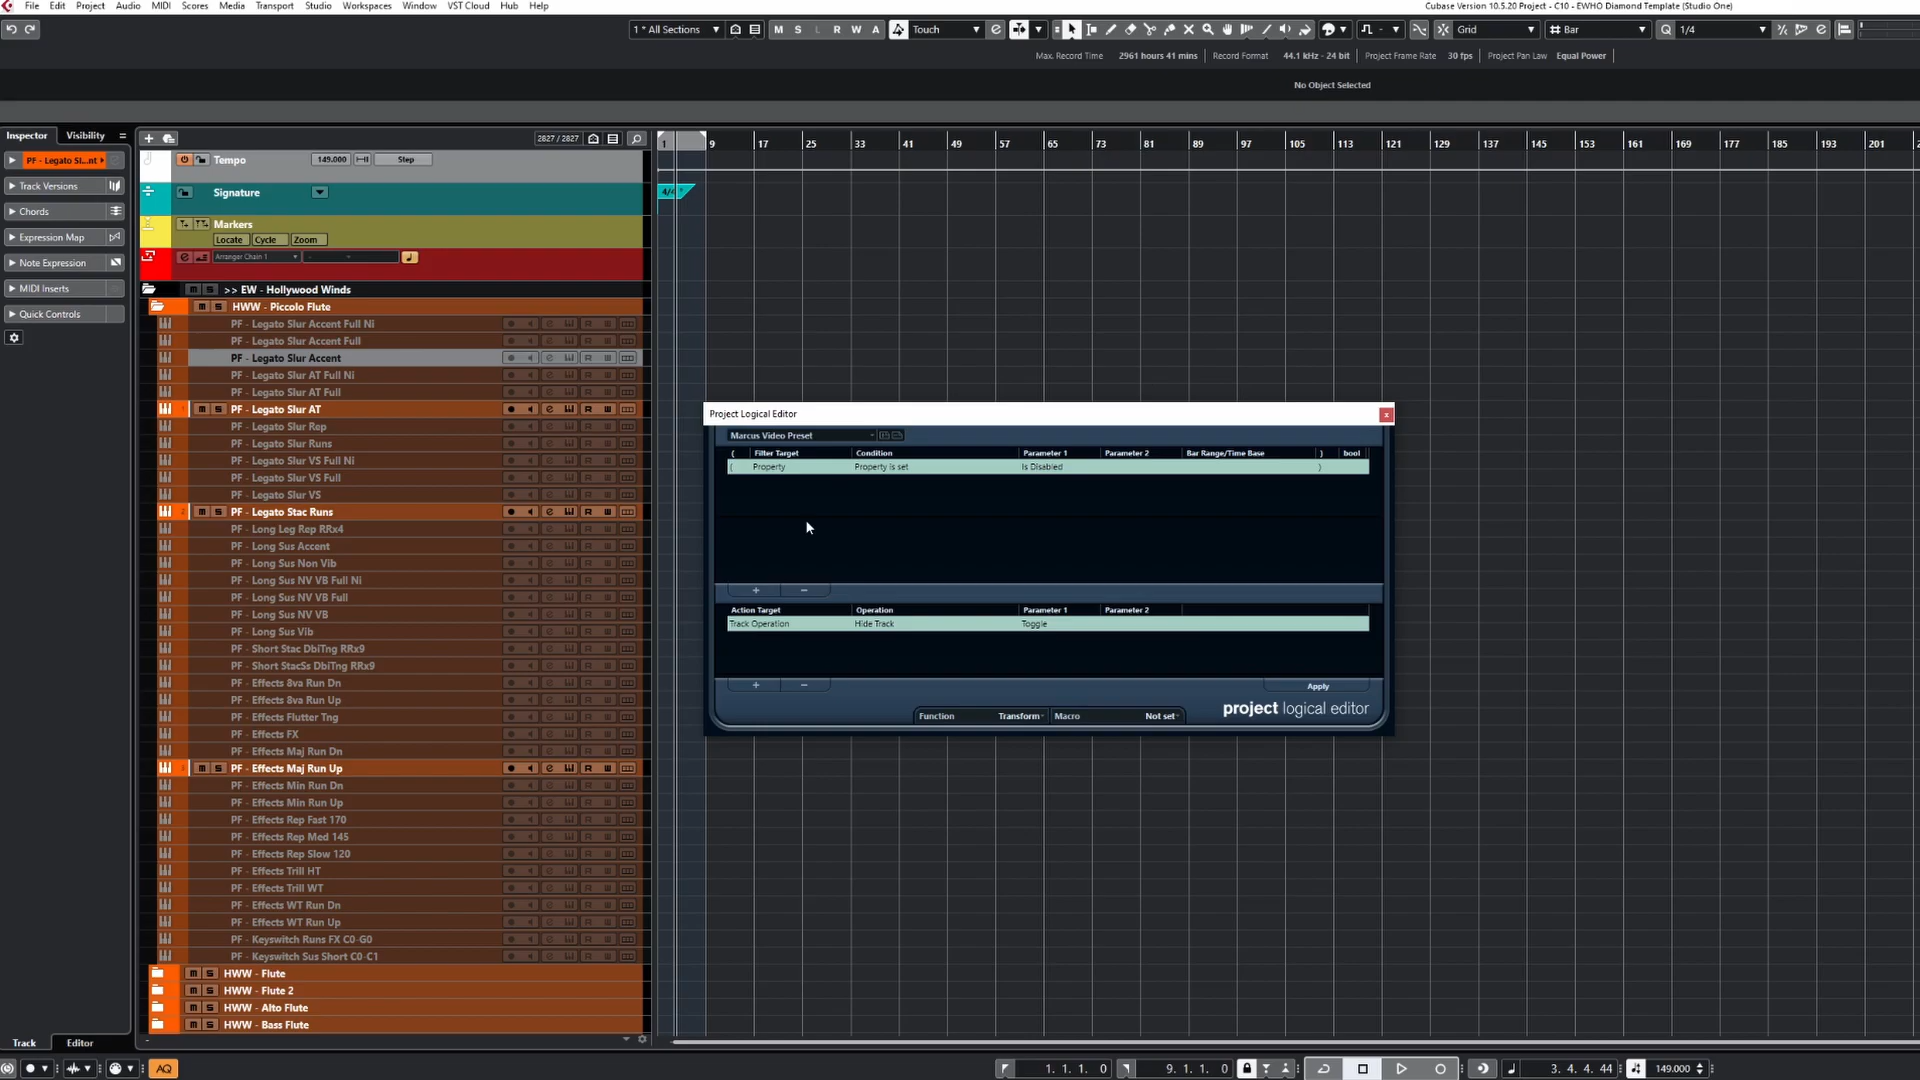 File Edit Project Audio MIDI Scores Media Transport Studio Workspaces Window VST Cloud Hub Help
Cubase Version 10.5.20 Project - C10 - EWHO Diamond Template (Studio One)
1 * All Sections
M S L R W A
Touch
Grid
Bar
Q 1/4
Max. Record Time 2961 hours 41 mins Record Format 44.1 kHz - 24 bit Project Frame Rate 30 fps Project Pan Law Equal Power
No Object Selected
Inspector Visibility
2827 / 2827
1 9 17 25 33 41 49 57 65 73 81 89 97 105 113 121 129 137 145 153 161 169 177 185 193 201
PF - Legato Sl...nt
Track Versions
Chords
Expression Map
Note Expression
MIDI Inserts
Quick Controls
Tempo 149.000 Step
Signature
4/4
Markers
Locate Cycle Zoom
Arranger Chain 1
m S >> EW - Hollywood Winds
m S HWW - Piccolo Flute
PF - Legato Slur Accent Full Ni
PF - Legato Slur Accent Full
PF - Legato Slur Accent
PF - Legato Slur AT Full Ni
PF - Legato Slur AT Full
1 m S PF - Legato Slur AT
PF - Legato Slur Rep
PF - Legato Slur Runs
PF - Legato Slur VS Full Ni
PF - Legato Slur VS Full
PF - Legato Slur VS
2 m S PF - Legato Stac Runs
PF - Long Leg Rep RRx4
PF - Long Sus Accent
PF - Long Sus Non Vib
PF - Long Sus NV VB Full Ni
PF - Long Sus NV VB Full
PF - Long Sus NV VB
PF - Long Sus Vib
PF - Short Stac DblTng RRx9
PF - Short StacSs DblTng RRx9
PF - Effects 8va Run Dn
PF - Effects 8va Run Up
PF - Effects Flutter Tng
PF - Effects FX
PF - Effects Maj Run Dn
m S PF - Effects Maj Run Up
PF - Effects Min Run Dn
PF - Effects Min Run Up
PF - Effects Rep Fast 170
PF - Effects Rep Med 145
PF - Effects Rep Slow 120
PF - Effects Trill HT
PF - Effects Trill WT
PF - Effects WT Run Dn
PF - Effects WT Run Up
PF - Keyswitch Runs FX C0-G0
PF - Keyswitch Sus Short C0-C1
m S HWW - Flute
m S HWW - Flute 2
m S HWW - Alto Flute
m S HWW - Bass Flute
Project Logical Editor
x
Marcus Video Preset
( Filter Target Condition Parameter 1 Parameter 2 Bar Range/Time Base ) bool
( Property Property is set Is Disabled )
+ −
Action Target Operation Parameter 1 Parameter 2
Track Operation Hide Track Toggle
+ −
Apply
Function Transform Macro Not set
project logical editor
Track Editor
AQ
1. 1. 1. 0
9. 1. 1. 0
3. 4. 4. 44
149.000